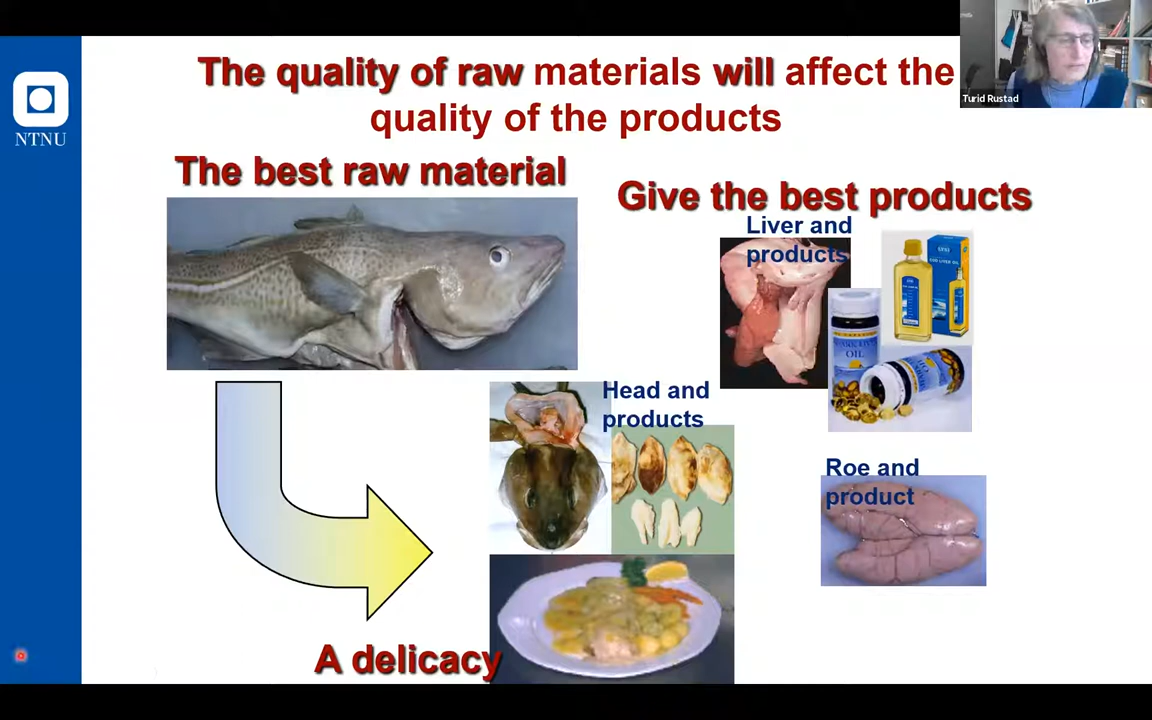 The quality of raw materials will affect the
quality of the products
Turid Rustad
NTNU
The best raw material
Give the best products
Liver and
products
OIL
Head and
products
Roe and
product
A delicacy